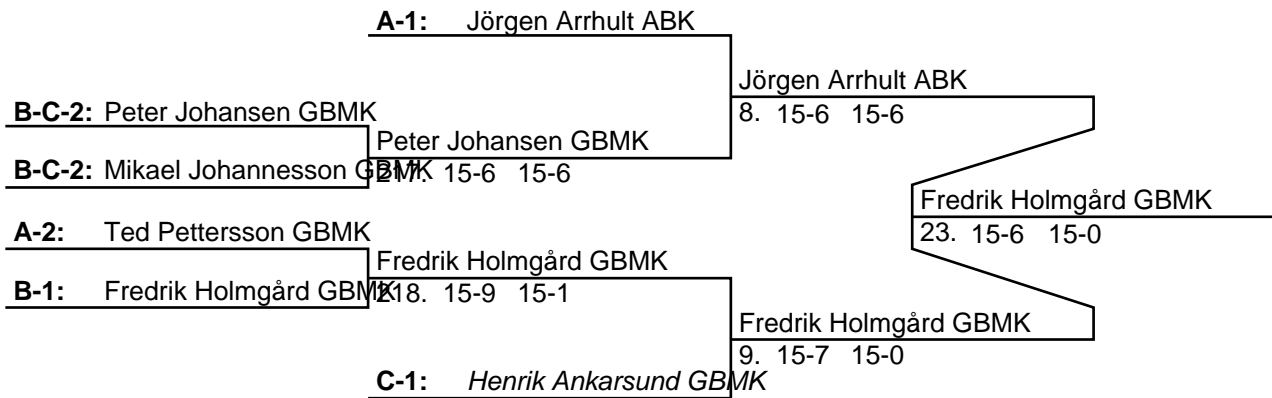 A-1: Jörgen Arrhult ABK
Jörgen Arrhult ABK
B-C-2: Peter Johansen GBMK
8. 15-6 15-6
Peter Johansen GBMK
B-C-2: Mikael Johannesson GBMK
217. 15-6 15-6
Fredrik Holmgård GBMK
A-2: Ted Pettersson GBMK
23. 15-6 15-0
Fredrik Holmgård GBMK
B-1: Fredrik Holmgård GBMK
218. 15-9 15-1
Fredrik Holmgård GBMK
9. 15-7 15-0
C-1: Henrik Ankarsund GBMK